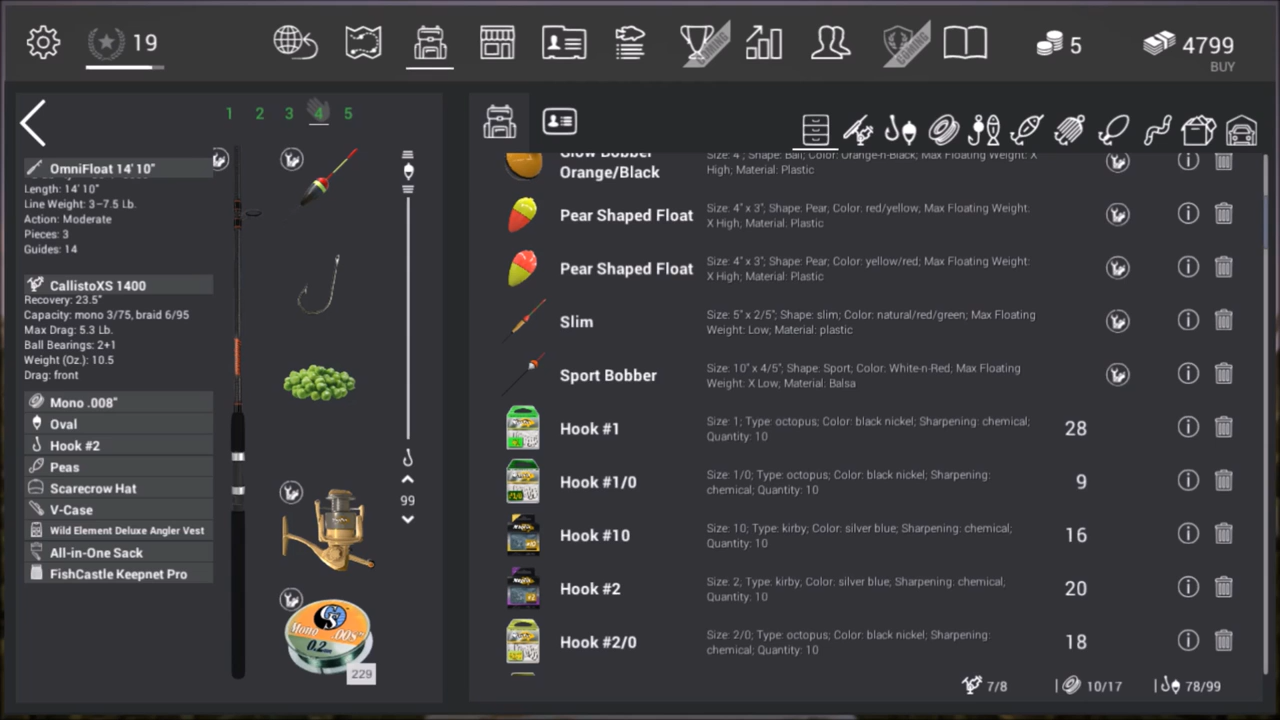 19
COMING
COMING
5
4799
BUY
1 2 3 4 5
OmniFloat 14' 10"
Length: 14' 10"
Line Weight: 3–7.5 Lb.
Action: Moderate
Pieces: 3
Guides: 14
CallistoXS 1400
Recovery: 23.5"
Capacity: mono 3/75, braid 6/95
Max Drag: 5.3 Lb.
Ball Bearings: 2+1
Weight (Oz.): 10.5
Drag: front
Mono .008"
Oval
Hook #2
Peas
Scarecrow Hat
V-Case
Wild Element Deluxe Angler Vest
All-in-One Sack
FishCastle Keepnet Pro
99
Mono .008"
0.2
229
Glow Bobber
Orange/Black
Size: 4", Shape: Ball, Color: Orange-n-Black, Max Floating Weight: X
High; Material: Plastic
Pear Shaped Float
Size: 4" x 3", Shape: Pear, Color: red/yellow; Max Floating Weight:
X High, Material: Plastic
Pear Shaped Float
Size: 4" x 3"; Shape: Pear; Color: yellow/red; Max Floating Weight:
X High; Material: Plastic
Slim
Size: 5" x 2/5"; Shape: slim; Color: natural/red/green; Max Floating
Weight: Low; Material: plastic
Sport Bobber
Size: 10" x 4/5", Shape: Sport; Color: White-n-Red; Max Floating
Weight: X Low; Material: Balsa
Hook #1
Size: 1; Type: octopus; Color: black nickel; Sharpening: chemical;
Quantity: 10
28
Hook #1/0
Size: 1/0; Type: octopus; Color: black nickel; Sharpening:
chemical; Quantity: 10
9
Hook #10
Size: 10; Type: kirby; Color: silver blue; Sharpening: chemical;
Quantity: 10
16
Hook #2
Size: 2, Type: kirby, Color: silver blue, Sharpening: chemical,
Quantity: 10
20
Hook #2/0
Size: 2/0; Type: octopus; Color: black nickel; Sharpening:
chemical; Quantity: 10
18
7/8
10/17
78/99